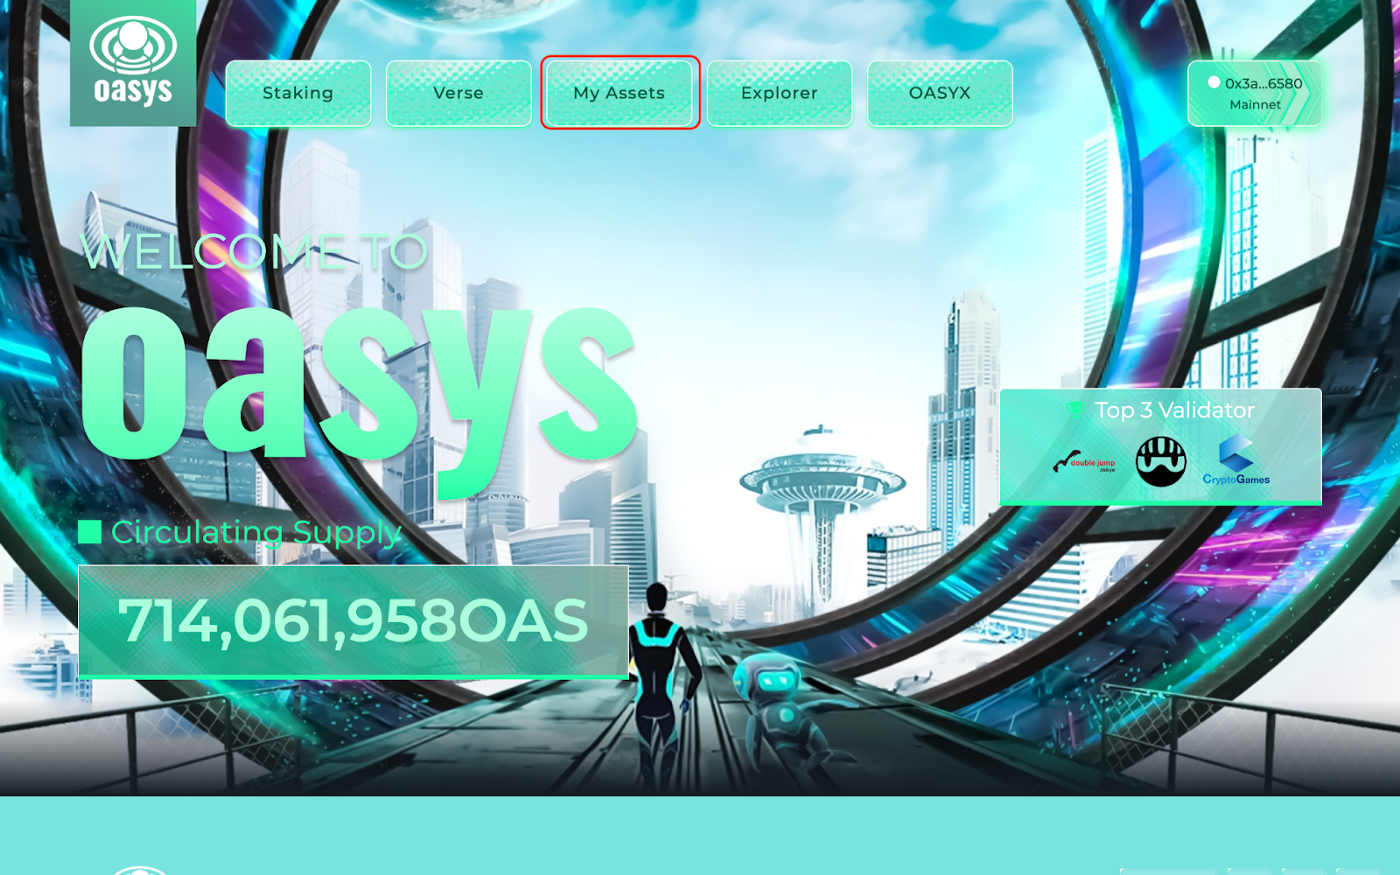 oasys
Staking
Verse
My Assets
Explorer
OASYX
0x3a...6580
Mainnet
WELCOME TO
oasys
Top 3 Validator
double jump
.tokyo
CryptoGames
Circulating Supply
714,061,958OAS